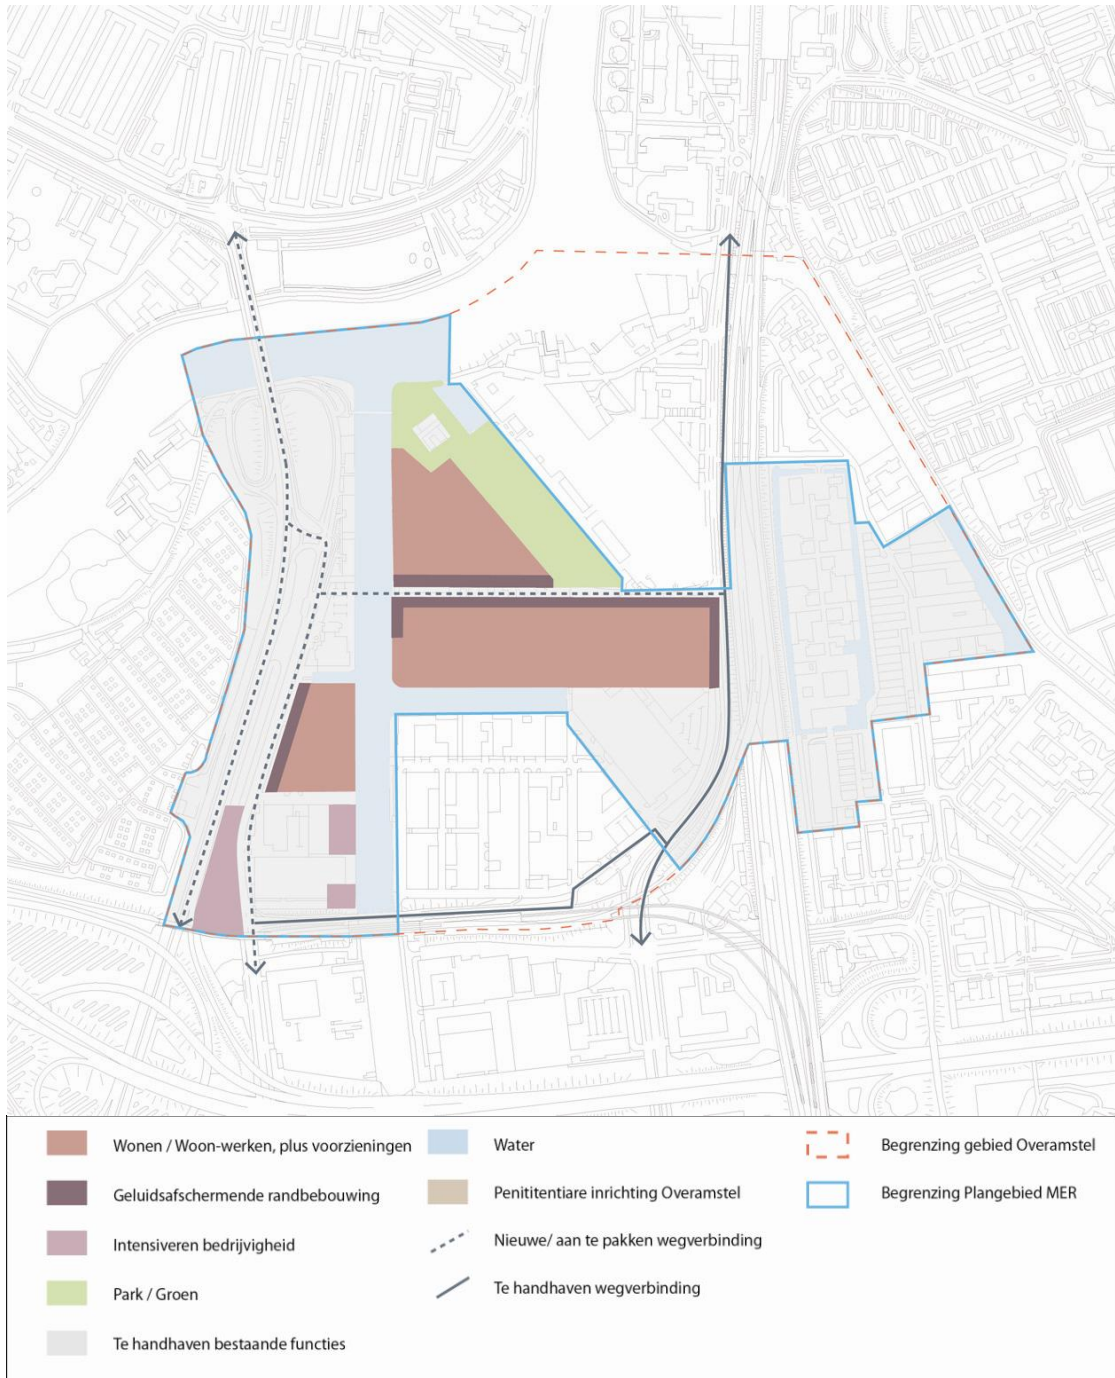 Wonen / Woon-werken, plus voorzieningen
Geluidsafschermende randbebouwing
Intensiveren bedrijvigheid
Park / Groen
Te handhaven bestaande functies
Water
Penititentiare inrichting Overamstel
Nieuwe/ aan te pakken wegverbinding
Te handhaven wegverbinding
Begrenzing gebied Overamstel
Begrenzing Plangebied MER